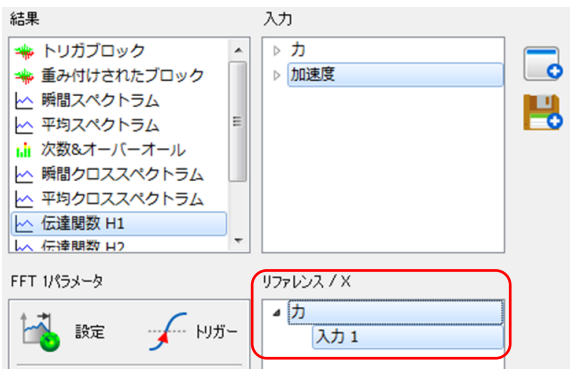 結果
トリガブロック
重み付けされたブロック
瞬間スペクトラム
平均スペクトラム
次数&オーバーオール
瞬間クロススペクトラム
平均クロススペクトラム
伝達関数 H1
伝達関数 H2
入力
力
加速度
FFT 1パラメータ
設定
トリガー
リファレンス / X
力
入力 1